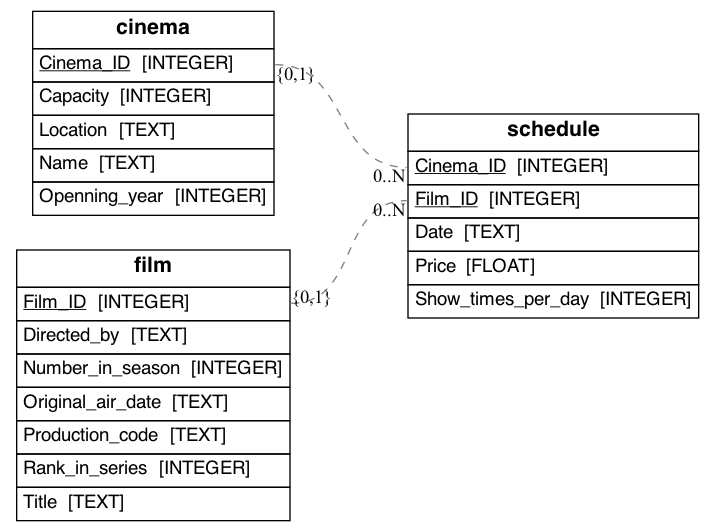 cinema
Cinema_ID [INTEGER]
Capacity [INTEGER]
Location [TEXT]
Name [TEXT]
Openning_year [INTEGER]
{0,1}
0..N
schedule
Cinema_ID [INTEGER]
Film_ID [INTEGER]
Date [TEXT]
Price [FLOAT]
Show_times_per_day [INTEGER]
0..N
{0,1}
film
Film_ID [INTEGER]
Directed_by [TEXT]
Number_in_season [INTEGER]
Original_air_date [TEXT]
Production_code [TEXT]
Rank_in_series [INTEGER]
Title [TEXT]